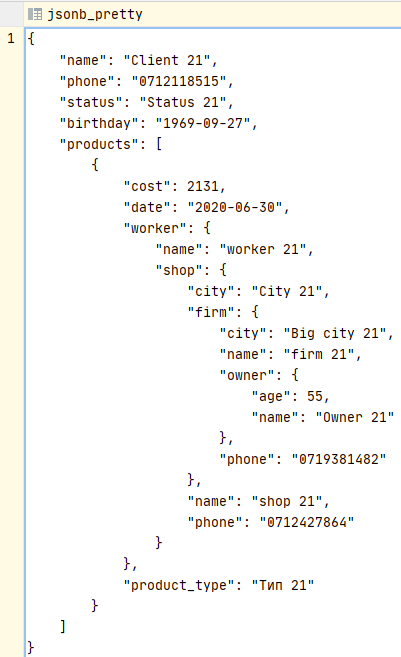 jsonb_pretty
1 {
"name": "Client 21",
"phone": "0712118515",
"status": "Status 21",
"birthday": "1969-09-27",
"products": [
{
"cost": 2131,
"date": "2020-06-30",
"worker": {
"name": "worker 21",
"shop": {
"city": "City 21",
"firm": {
"city": "Big city 21",
"name": "firm 21",
"owner": {
"age": 55,
"name": "Owner 21"
},
"phone": "0719381482"
},
"name": "shop 21",
"phone": "0712427864"
}
},
"product_type": "Тип 21"
}
]
}